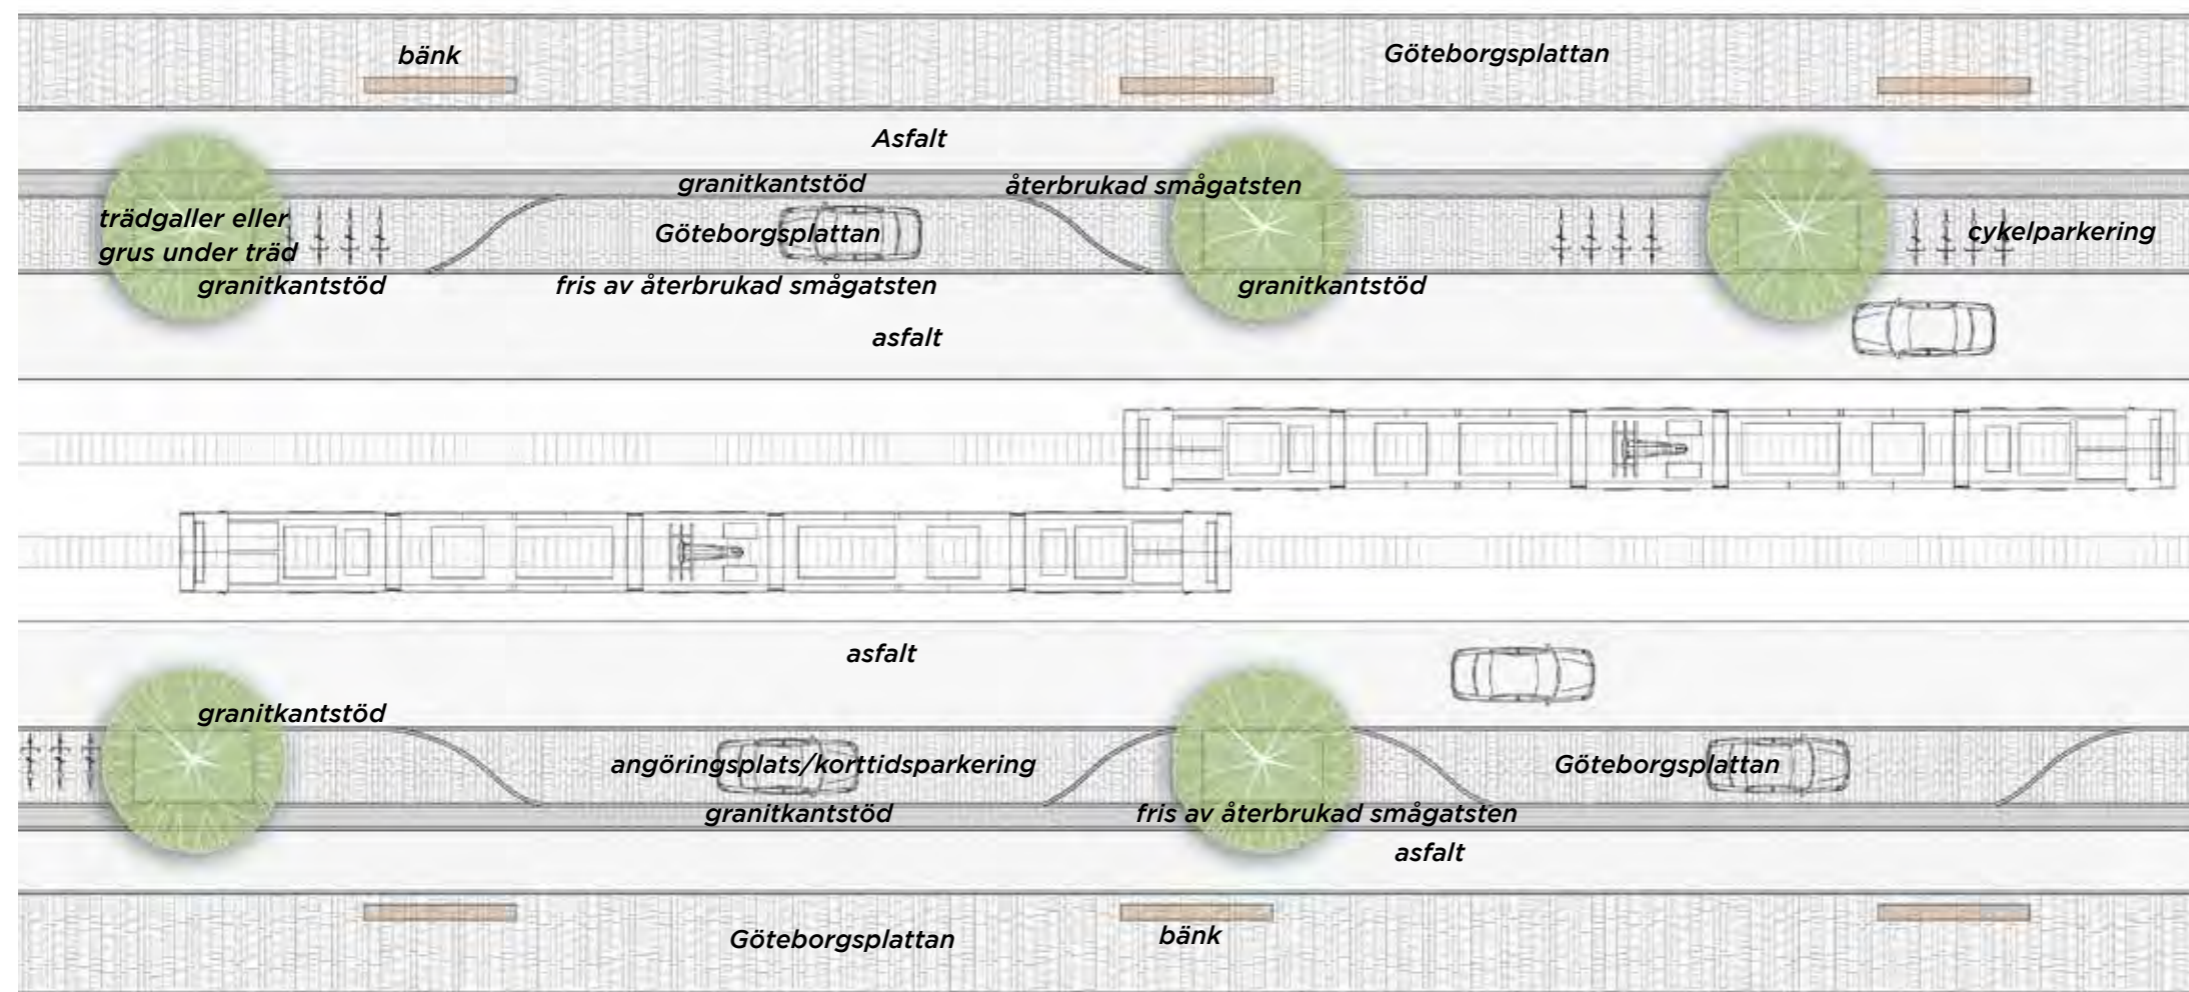 bänk
Göteborgsplattan
Asfalt
granitkantstöd
återbrukad smågatsten
trädgaller eller
grus under träd
Göteborgsplattan
cykelparkering
granitkantstöd
fris av återbrukad smågatsten
granitkantstöd
asfalt
asfalt
granitkantstöd
angöringsplats/korttidsparkering
Göteborgsplattan
granitkantstöd
fris av återbrukad smågatsten
asfalt
Göteborgsplattan
bänk